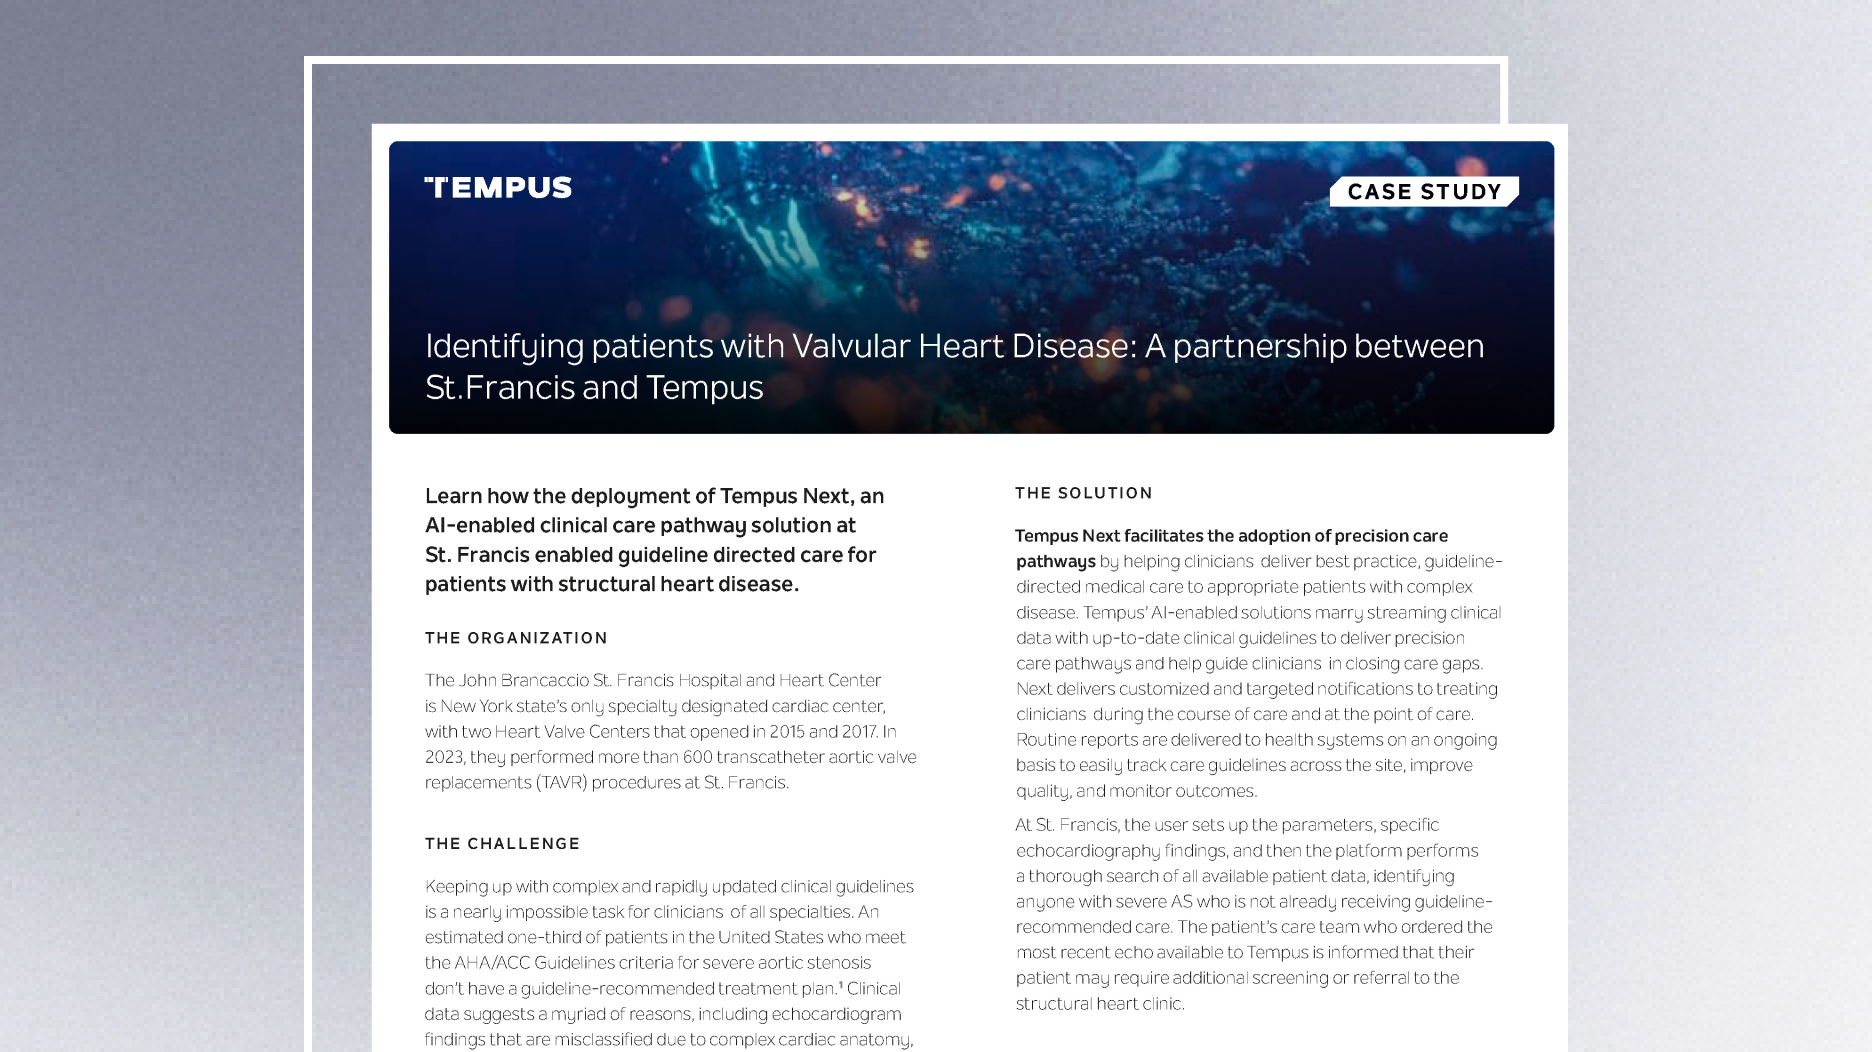 TEMPUS
CASE STUDY
Identifying patients with Valvular Heart Disease: A partnership between
St.Francis and Tempus
Learn how the deployment of Tempus Next, an
AI-enabled clinical care pathway solution at
St. Francis enabled guideline directed care for
patients with structural heart disease.
THE ORGANIZATION
The John Brancaccio St. Francis Hospital and Heart Center
is New York state's only specialty designated cardiac center,
with two Heart Valve Centers that opened in 2015 and 2017. In
2023, they performed more than 600 transcatheter aortic valve
replacements (TAVR) procedures at St. Francis.
THE CHALLENGE
Keeping up with complex and rapidly updated clinical guidelines
is a nearly impossible task for clinicians of all specialties. An
estimated one-third of patients in the United States who meet
the AHA/ACC Guidelines criteria for severe aortic stenosis
don't have a guideline-recommended treatment plan.¹ Clinical
data suggests a myriad of reasons, including echocardiogram
findings that are misclassified due to complex cardiac anatomy,
THE SOLUTION
Tempus Next facilitates the adoption of precision care
pathways by helping clinicians deliver best practice, guideline-
directed medical care to appropriate patients with complex
disease. Tempus' AI-enabled solutions marry streaming clinical
data with up-to-date clinical guidelines to deliver precision
care pathways and help guide clinicians in closing care gaps.
Next delivers customized and targeted notifications to treating
clinicians during the course of care and at the point of care.
Routine reports are delivered to health systems on an ongoing
basis to easily track care guidelines across the site, improve
quality, and monitor outcomes.
At St. Francis, the user sets up the parameters, specific
echocardiography findings, and then the platform performs
a thorough search of all available patient data, identifying
anyone with severe AS who is not already receiving guideline-
recommended care. The patient's care team who ordered the
most recent echo available to Tempus is informed that their
patient may require additional screening or referral to the
structural heart clinic.